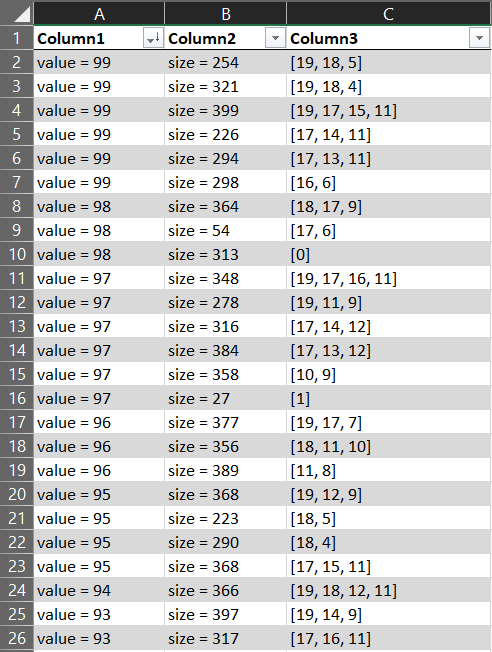 A B C
1 Column1 Column2 Column3
2 value = 99 size = 254 [19, 18, 5]
3 value = 99 size = 321 [19, 18, 4]
4 value = 99 size = 399 [19, 17, 15, 11]
5 value = 99 size = 226 [17, 14, 11]
6 value = 99 size = 294 [17, 13, 11]
7 value = 99 size = 298 [16, 6]
8 value = 98 size = 364 [18, 17, 9]
9 value = 98 size = 54 [17, 6]
10 value = 98 size = 313 [0]
11 value = 97 size = 348 [19, 17, 16, 11]
12 value = 97 size = 278 [19, 11, 9]
13 value = 97 size = 316 [17, 14, 12]
14 value = 97 size = 384 [17, 13, 12]
15 value = 97 size = 358 [10, 9]
16 value = 97 size = 27 [1]
17 value = 96 size = 377 [19, 17, 7]
18 value = 96 size = 356 [18, 11, 10]
19 value = 96 size = 389 [11, 8]
20 value = 95 size = 368 [19, 12, 9]
21 value = 95 size = 223 [18, 5]
22 value = 95 size = 290 [18, 4]
23 value = 95 size = 368 [17, 15, 11]
24 value = 94 size = 366 [19, 18, 12, 11]
25 value = 93 size = 397 [19, 14, 9]
26 value = 93 size = 317 [17, 16, 11]